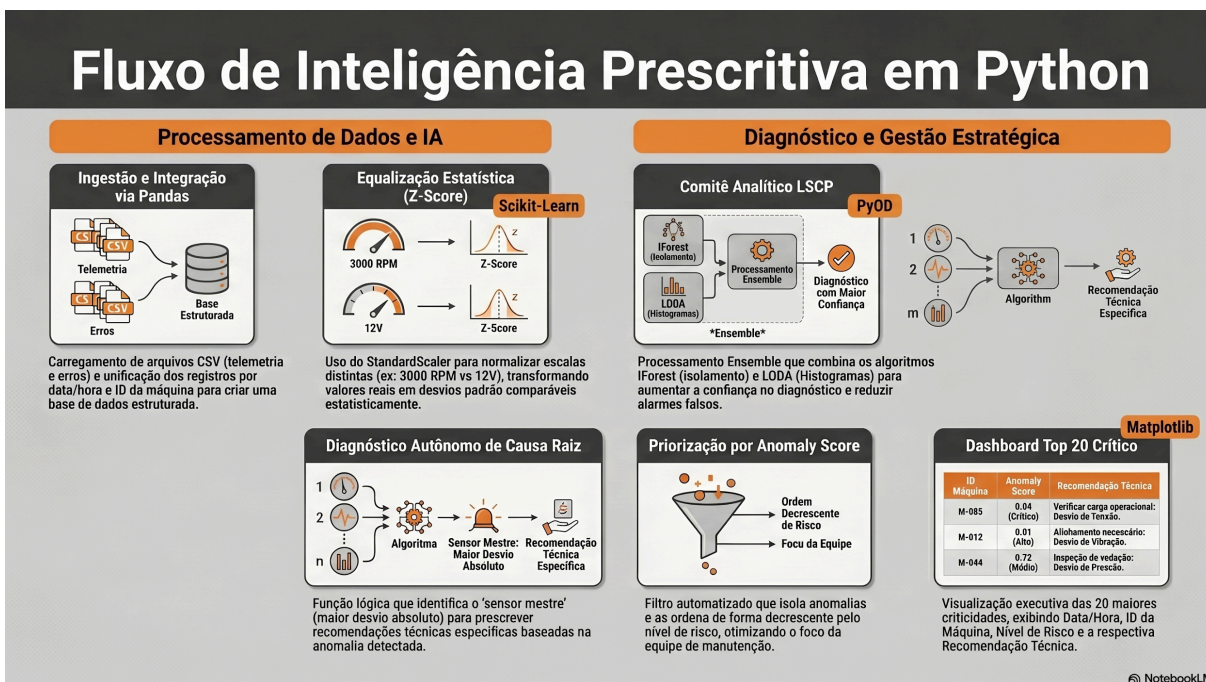 Fluxo de Inteligência Prescritiva em Python
Processamento de Dados e IA
Ingestão e Integração
via Pandas
CS
CSV
Telemetria
CS
CSV
Erros
Base
Estruturada
Carregamento de arquivos CSV (telemetria
e erros) e unificação dos registros por
data/hora e ID da máquina para criar uma
base de dados estruturada.
Equalização Estatística
(Z-Score)
Scikit-Learn
3000 RPM
z
Z-Score
12V
z
Z-5core
Uso do StandardScaler para normalizar escalas
distintas (ex: 3000 RPM vs 12V), transformando
valores reais em desvios padrão comparáveis
estatisticamente.
Diagnóstico e Gestão Estratégica
Comitê Analítico LSCP
PyOD
IForest
(Ieolamento)
LODA
(Histogramas)
Processamento
Ensemble
*Ensemble*
Diagnóstico
com Maior
Confiança
1
2
m
Algorithm
Recomendação
Técnica
Especifica
Processamento Ensemble que combina os algoritmos
IForest (isolamento) e LODA (Histogramas) para
aumentar a confiança no diagnóstico e reduzir
alarmes falsos.
Diagnóstico Autônomo de Causa Raiz
1
2
n
Algoritma
Sensor Mestre:
Maior Desvio
Absoluto
Recomendação
Técnica
Específica
Função lógica que identifica o 'sensor mestre'
(maior desvio absoluto) para prescrever
recomendações técnicas especificas baseadas na
anomalia detectada.
Priorização por Anomaly Score
Ordem
Decrescente
de Risco
Focu da Equipe
Filtro automatizado que isola anomalias
e as ordena de forma decrescente pelo
nível de risco, otimizando o foco da
equipe de manutenção.
Matplotlib
Dashboard Top 20 Crítico
ID
Máquina
Anomaly
Score
Recomendação Técnica
M-085
0.04
(Crítico)
Verificar carga operacional:
Desvio de Tenxão.
M-012
0.01
(Alto)
Aliohamento necesário:
Desvio de Vibração.
M-044
0.72
(Módio)
Inspeção de vedação:
Desvio de Prescão.
Visualização executiva das 20 maiores
criticidades, exibindo Data/Hora, ID da
Máquina, Nível de Risco e a respectiva
Recomendação Técnica.
NotebookLM